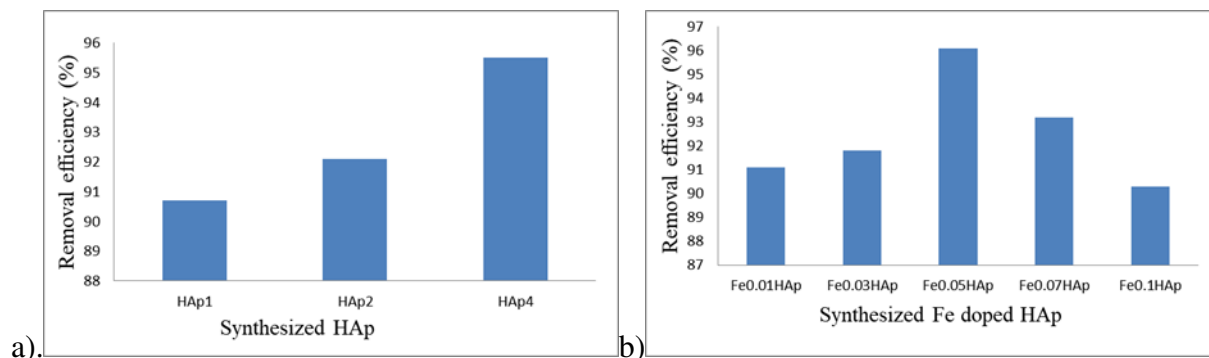 a).
Removal efficiency (%)
96
95
94
93
92
91
90
89
88
HAp1 HAp2 HAp4
Synthesized HAp
b)
Removal efficiency (%)
97
96
95
94
93
92
91
90
89
88
87
Fe0.01HAp Fe0.03HAp Fe0.05HAp Fe0.07HAp Fe0.1HAp
Synthesized Fe doped HAp